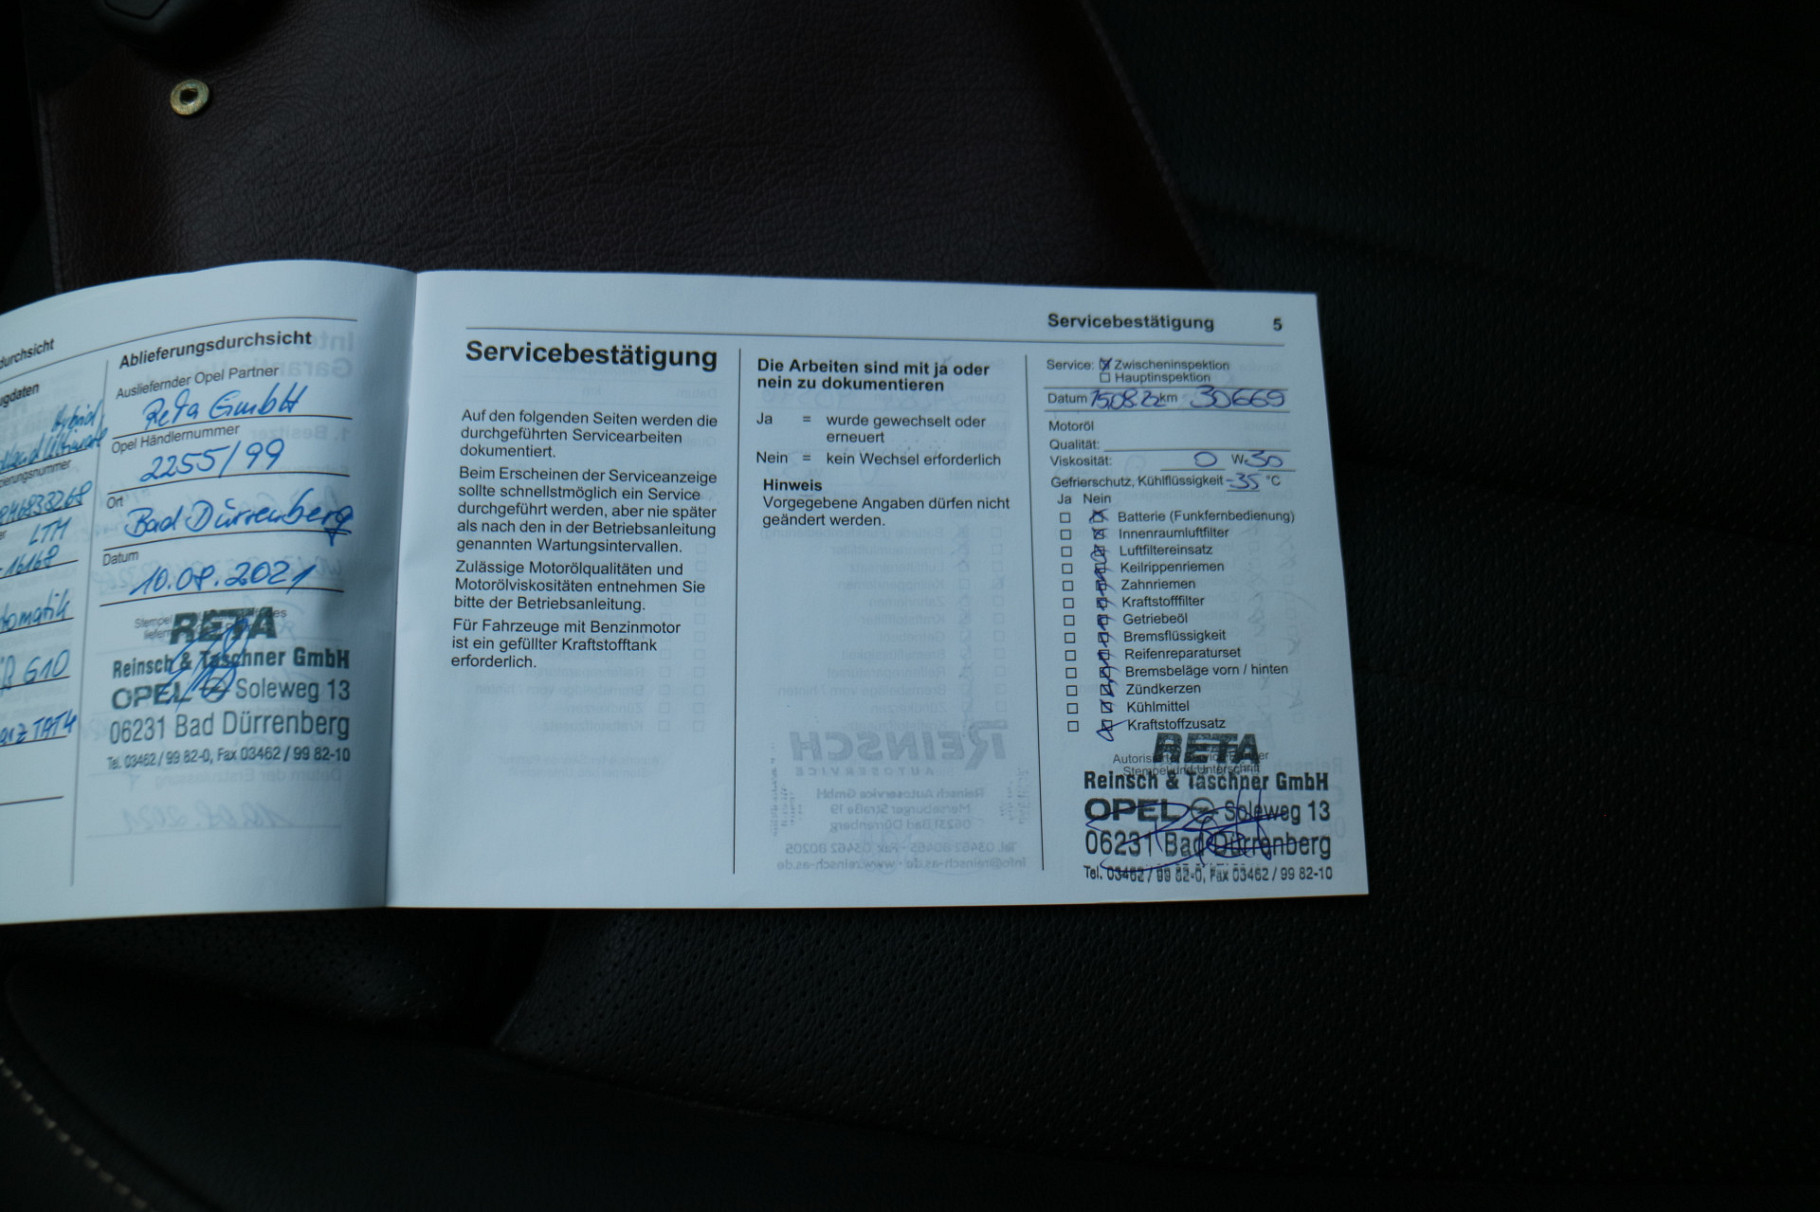 durchsicht
Ablieferungsdurchsicht
Ausliefernder Opel Partner
ReTa GmbH
Opel Händlernummer
2255/99
Ort
Bad Dürrenberg
Datum
10.08.2021
RETA
Reinsch & Taschner GmbH
OPEL Soleweg 13
06231 Bad Dürrenberg
Tel. 03462 / 99 82-0, Fax 03462 / 99 82-10
Servicebestätigung
Auf den folgenden Seiten werden die
durchgeführten Servicearbeiten
dokumentiert.
Beim Erscheinen der Serviceanzeige
sollte schnellstmöglich ein Service
durchgeführt werden, aber nie später
als nach den in der Betriebsanleitung
genannten Wartungsintervallen.
Zulässige Motorölqualitäten und
Motorölviskositäten entnehmen Sie
bitte der Betriebsanleitung.
Für Fahrzeuge mit Benzinmotor
ist ein gefüllter Kraftstofftank
erforderlich.
Die Arbeiten sind mit ja oder
nein zu dokumentieren
Ja = wurde gewechselt oder
erneuert
Nein = kein Wechsel erforderlich
Hinweis
Vorgegebene Angaben dürfen nicht
geändert werden.
Servicebestätigung 5
Service: Zwischeninspektion
Hauptinspektion
Datum 15.08.22 km 30669
Motoröl
Qualität:
Viskosität: 0 W 30
Gefrierschutz, Kühlflüssigkeit -35 °C
Ja Nein
Batterie (Funkfernbedienung)
Innenraumluftfilter
Luftfiltereinsatz
Keilrippenriemen
Zahnriemen
Kraftstofffilter
Getriebeöl
Bremsflüssigkeit
Reifenreparaturset
Bremsbeläge vorn / hinten
Zündkerzen
Kühlmittel
Kraftstoffzusatz
RETA
Stempel und Unterschrift
Reinsch & Taschner GmbH
OPEL Soleweg 13
06231 Bad Dürrenberg
Tel. 03462 / 99 82-0, Fax 03462 / 99 82-10